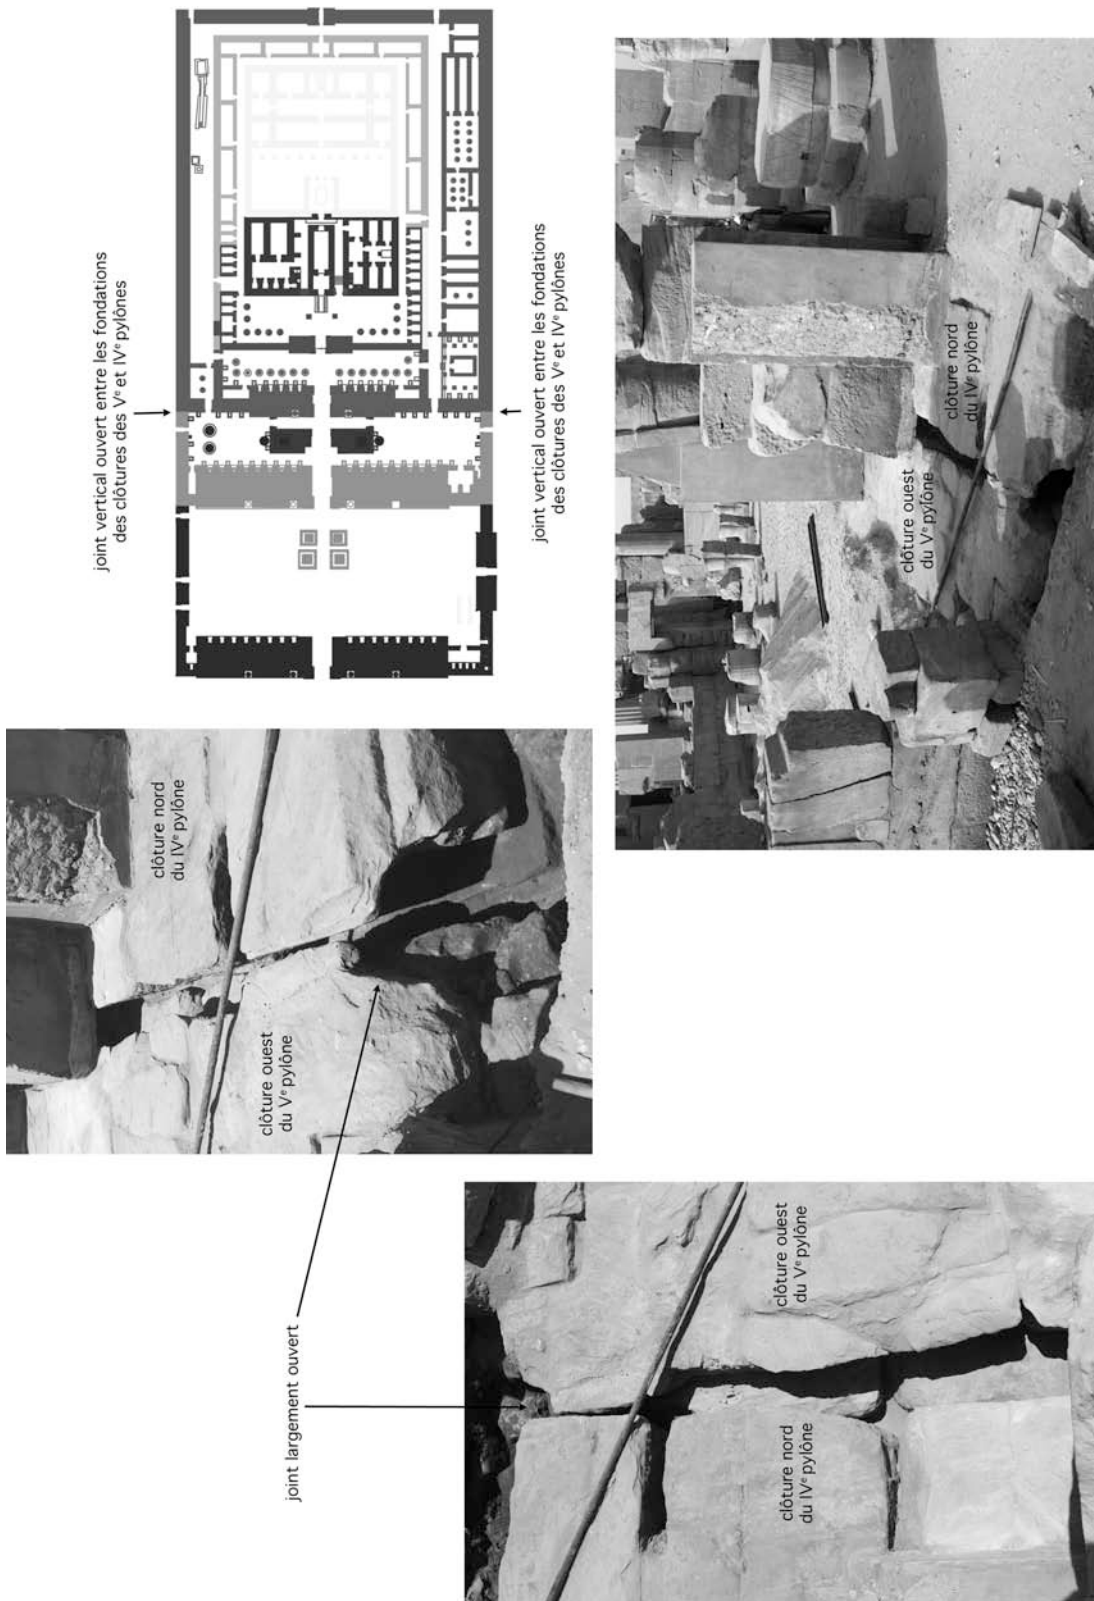 joint vertical ouvert entre les fondations
des clôtures des Vᵉ et IVᵉ pylônes
joint vertical ouvert entre les fondations
des clôtures des Vᵉ et IVᵉ pylônes
clôture nord
du IVᵉ pylône
clôture ouest
du Vᵉ pylône
joint largement ouvert
clôture nord
du IVᵉ pylône
clôture ouest
du Vᵉ pylône
clôture ouest
du Vᵉ pylône
clôture nord
du IVᵉ pylône